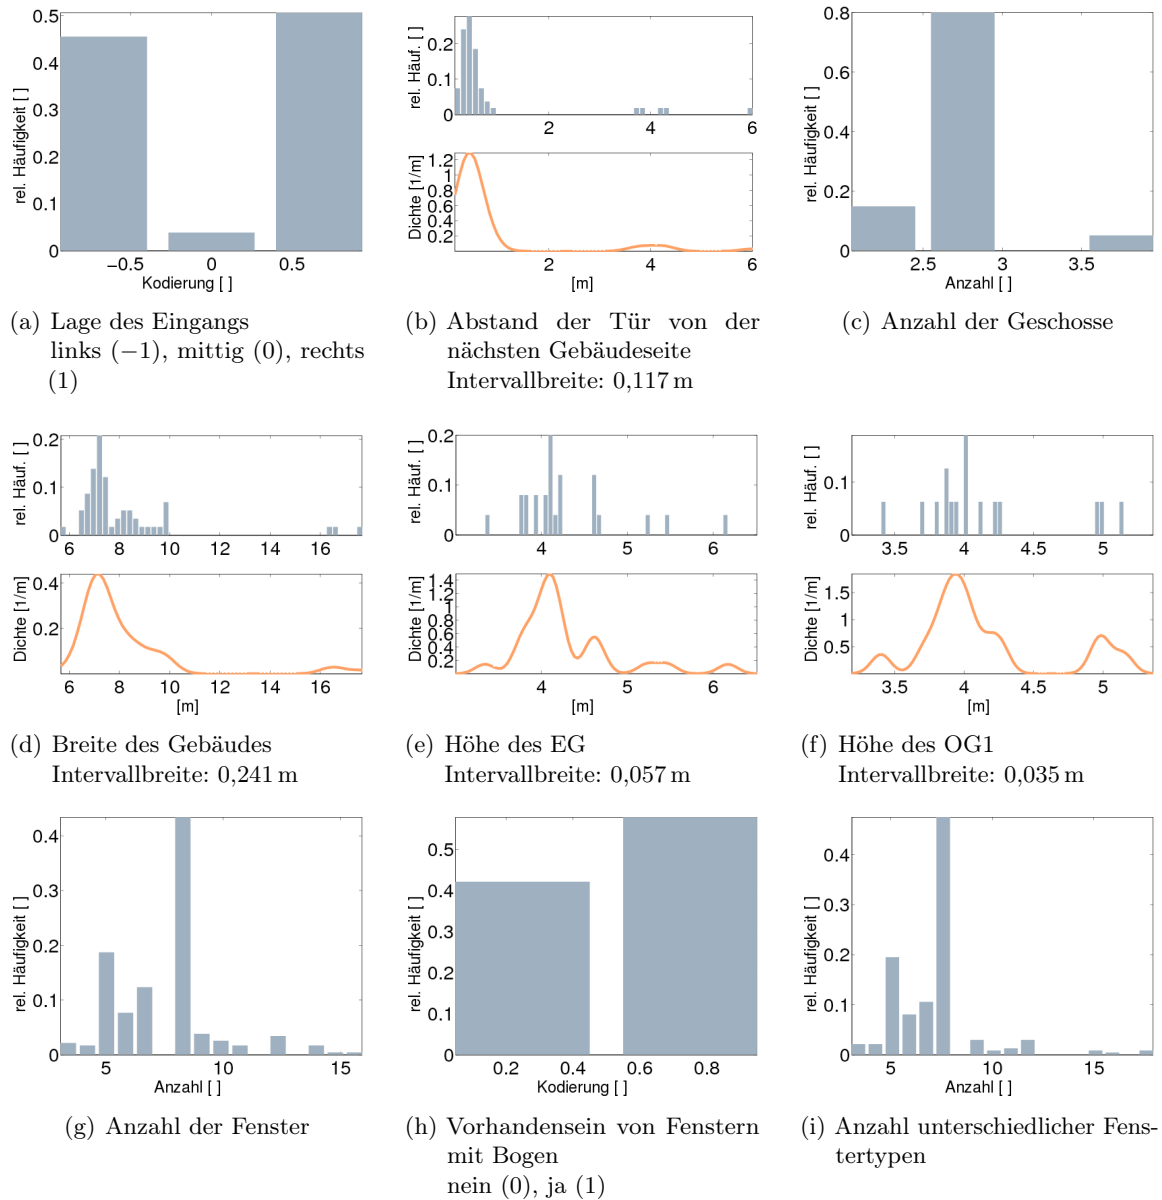 0.5
0.4
0.3
0.2
0.1
0
rel. Häufigkeit [ ]
−0.5 0 0.5
Kodierung [ ]
(a) Lage des Eingangs
links (−1), mittig (0), rechts
(1)
0.2
0.1
0
rel. Häuf. [ ]
2 4 6
1.2
1
0.8
0.6
0.4
0.2
Dichte [1/m]
2 4 6
[m]
(b) Abstand der Tür von der
nächsten Gebäudeseite
Intervallbreite: 0,117 m
0.8
0.6
0.4
0.2
0
rel. Häufigkeit [ ]
2.5 3 3.5
Anzahl [ ]
(c) Anzahl der Geschosse
0.2
0.1
0
rel. Häuf. [ ]
6 8 10 12 14 16
0.4
0.2
Dichte [1/m]
6 8 10 12 14 16
[m]
(d) Breite des Gebäudes
Intervallbreite: 0,241 m
0.2
0.1
0
rel. Häuf. [ ]
4 5 6
1.4
1.2
1
0.8
0.6
0.4
0.2
Dichte [1/m]
4 5 6
[m]
(e) Höhe des EG
Intervallbreite: 0,057 m
0.1
0
rel. Häuf. [ ]
3.5 4 4.5 5
1.5
1
0.5
Dichte [1/m]
3.5 4 4.5 5
[m]
(f) Höhe des OG1
Intervallbreite: 0,035 m
0.4
0.3
0.2
0.1
0
rel. Häufigkeit [ ]
5 10 15
Anzahl [ ]
(g) Anzahl der Fenster
0.5
0.4
0.3
0.2
0.1
0
rel. Häufigkeit [ ]
0.2 0.4 0.6 0.8
Kodierung [ ]
(h) Vorhandensein von Fenstern
mit Bogen
nein (0), ja (1)
0.4
0.3
0.2
0.1
0
rel. Häufigkeit [ ]
5 10 15
Anzahl [ ]
(i) Anzahl unterschiedlicher Fens-
tertypen